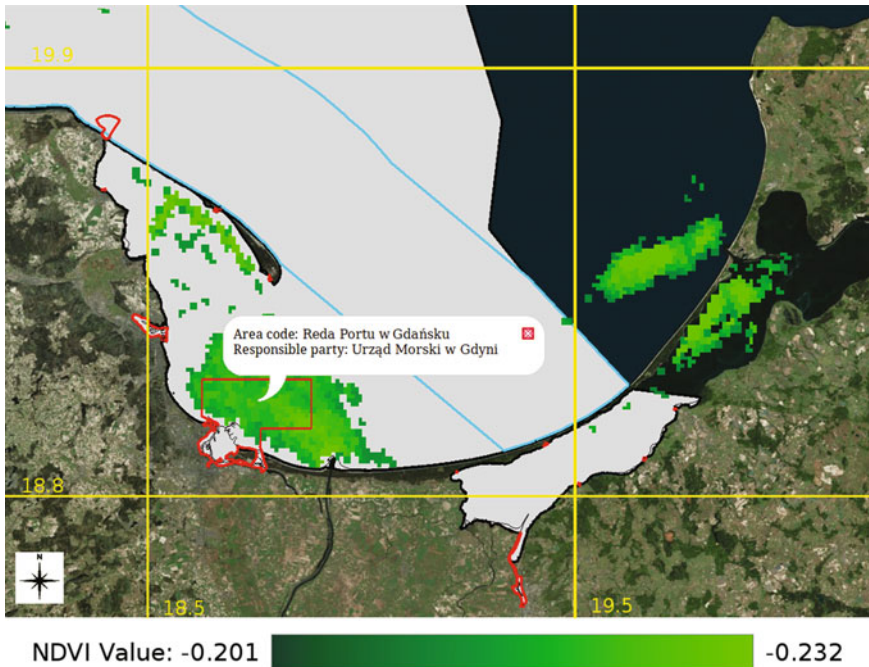 19.9
Area code: Reda Portu w Gdańsku
Responsible party: Urząd Morski w Gdyni
18.8
N
18.5
19.5
NDVI Value: -0.201
-0.232